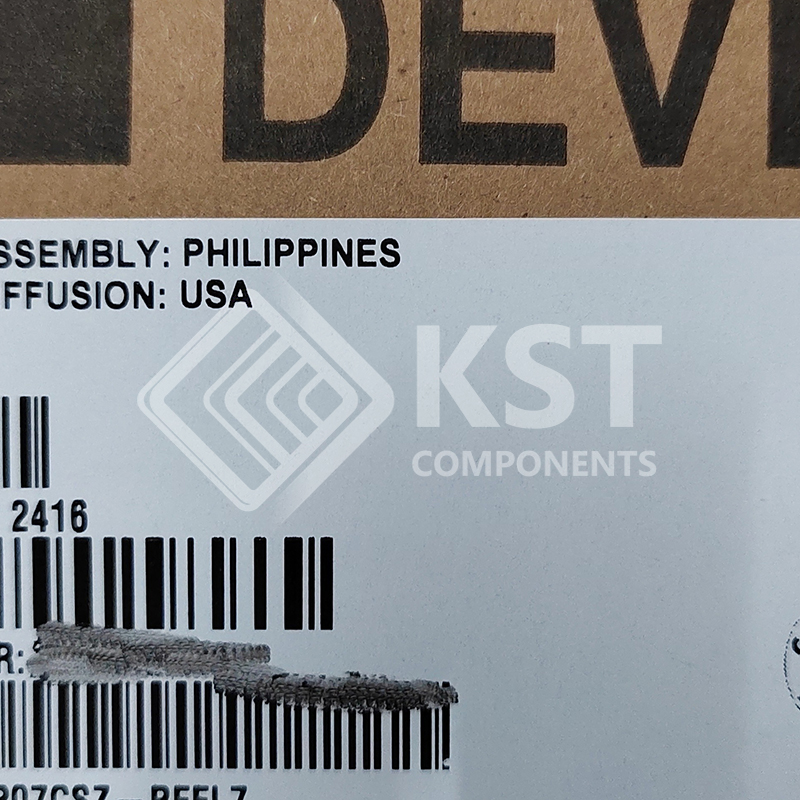 DEV
SSEMBLY: PHILIPPINES
FFUSION: USA
KST
COMPONENTS
2416
R: